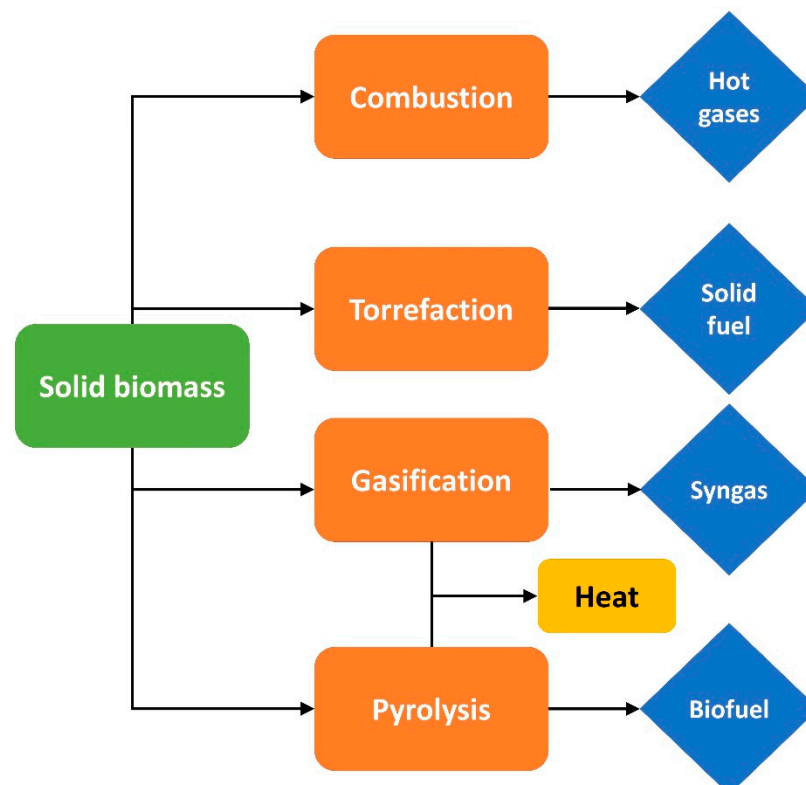 Combustion
Hot
gases
Torrefaction
Solid
fuel
Solid biomass
Gasification
Syngas
Heat
Pyrolysis
Biofuel